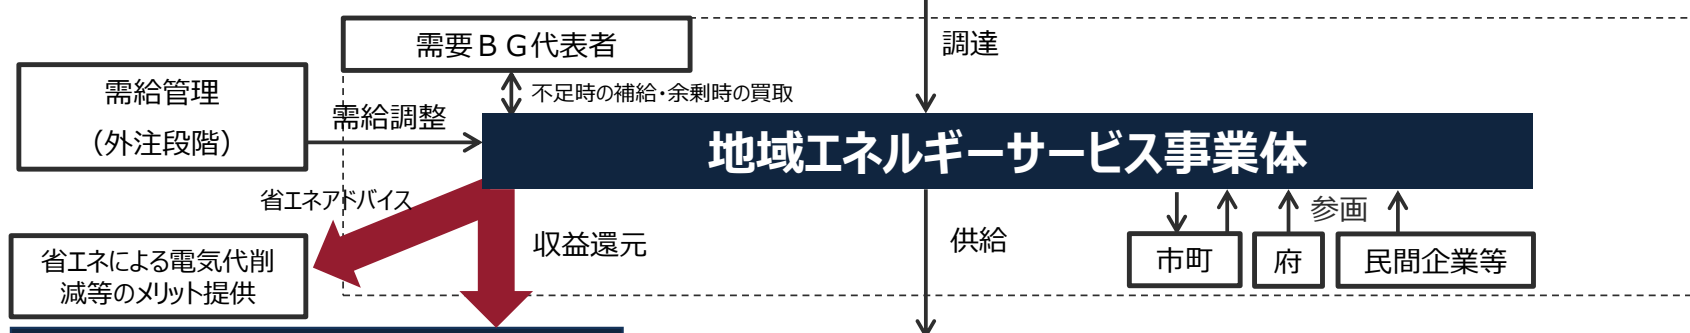 需要ＢＧ代表者
調達
需給管理
（外注段階）
不足時の補給・余剰時の買取
需給調整
地域エネルギーサービス事業体
省エネアドバイス
収益還元
供給
参画
市町
府
民間企業等
省エネによる電気代削
減等のメリット提供